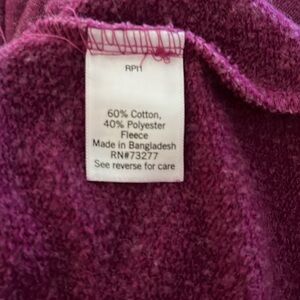 RPI1
60% Cotton,
40% Polyester
Fleece
Made in Bangladesh
RN#73277
See reverse for care